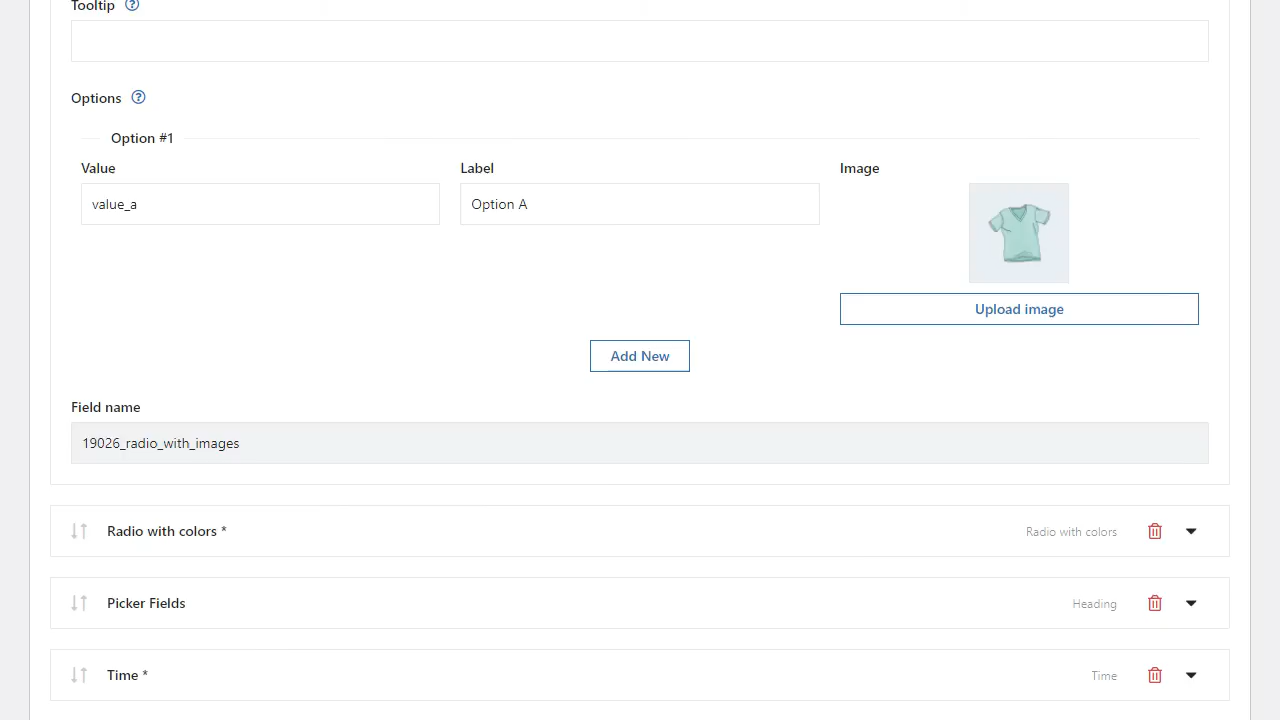 Tooltip ?
Options ?
Option #1
Value
Label
Image
value_a
Option A
Upload image
Add New
Field name
19026_radio_with_images
Radio with colors *
Radio with colors
Picker Fields
Heading
Time *
Time